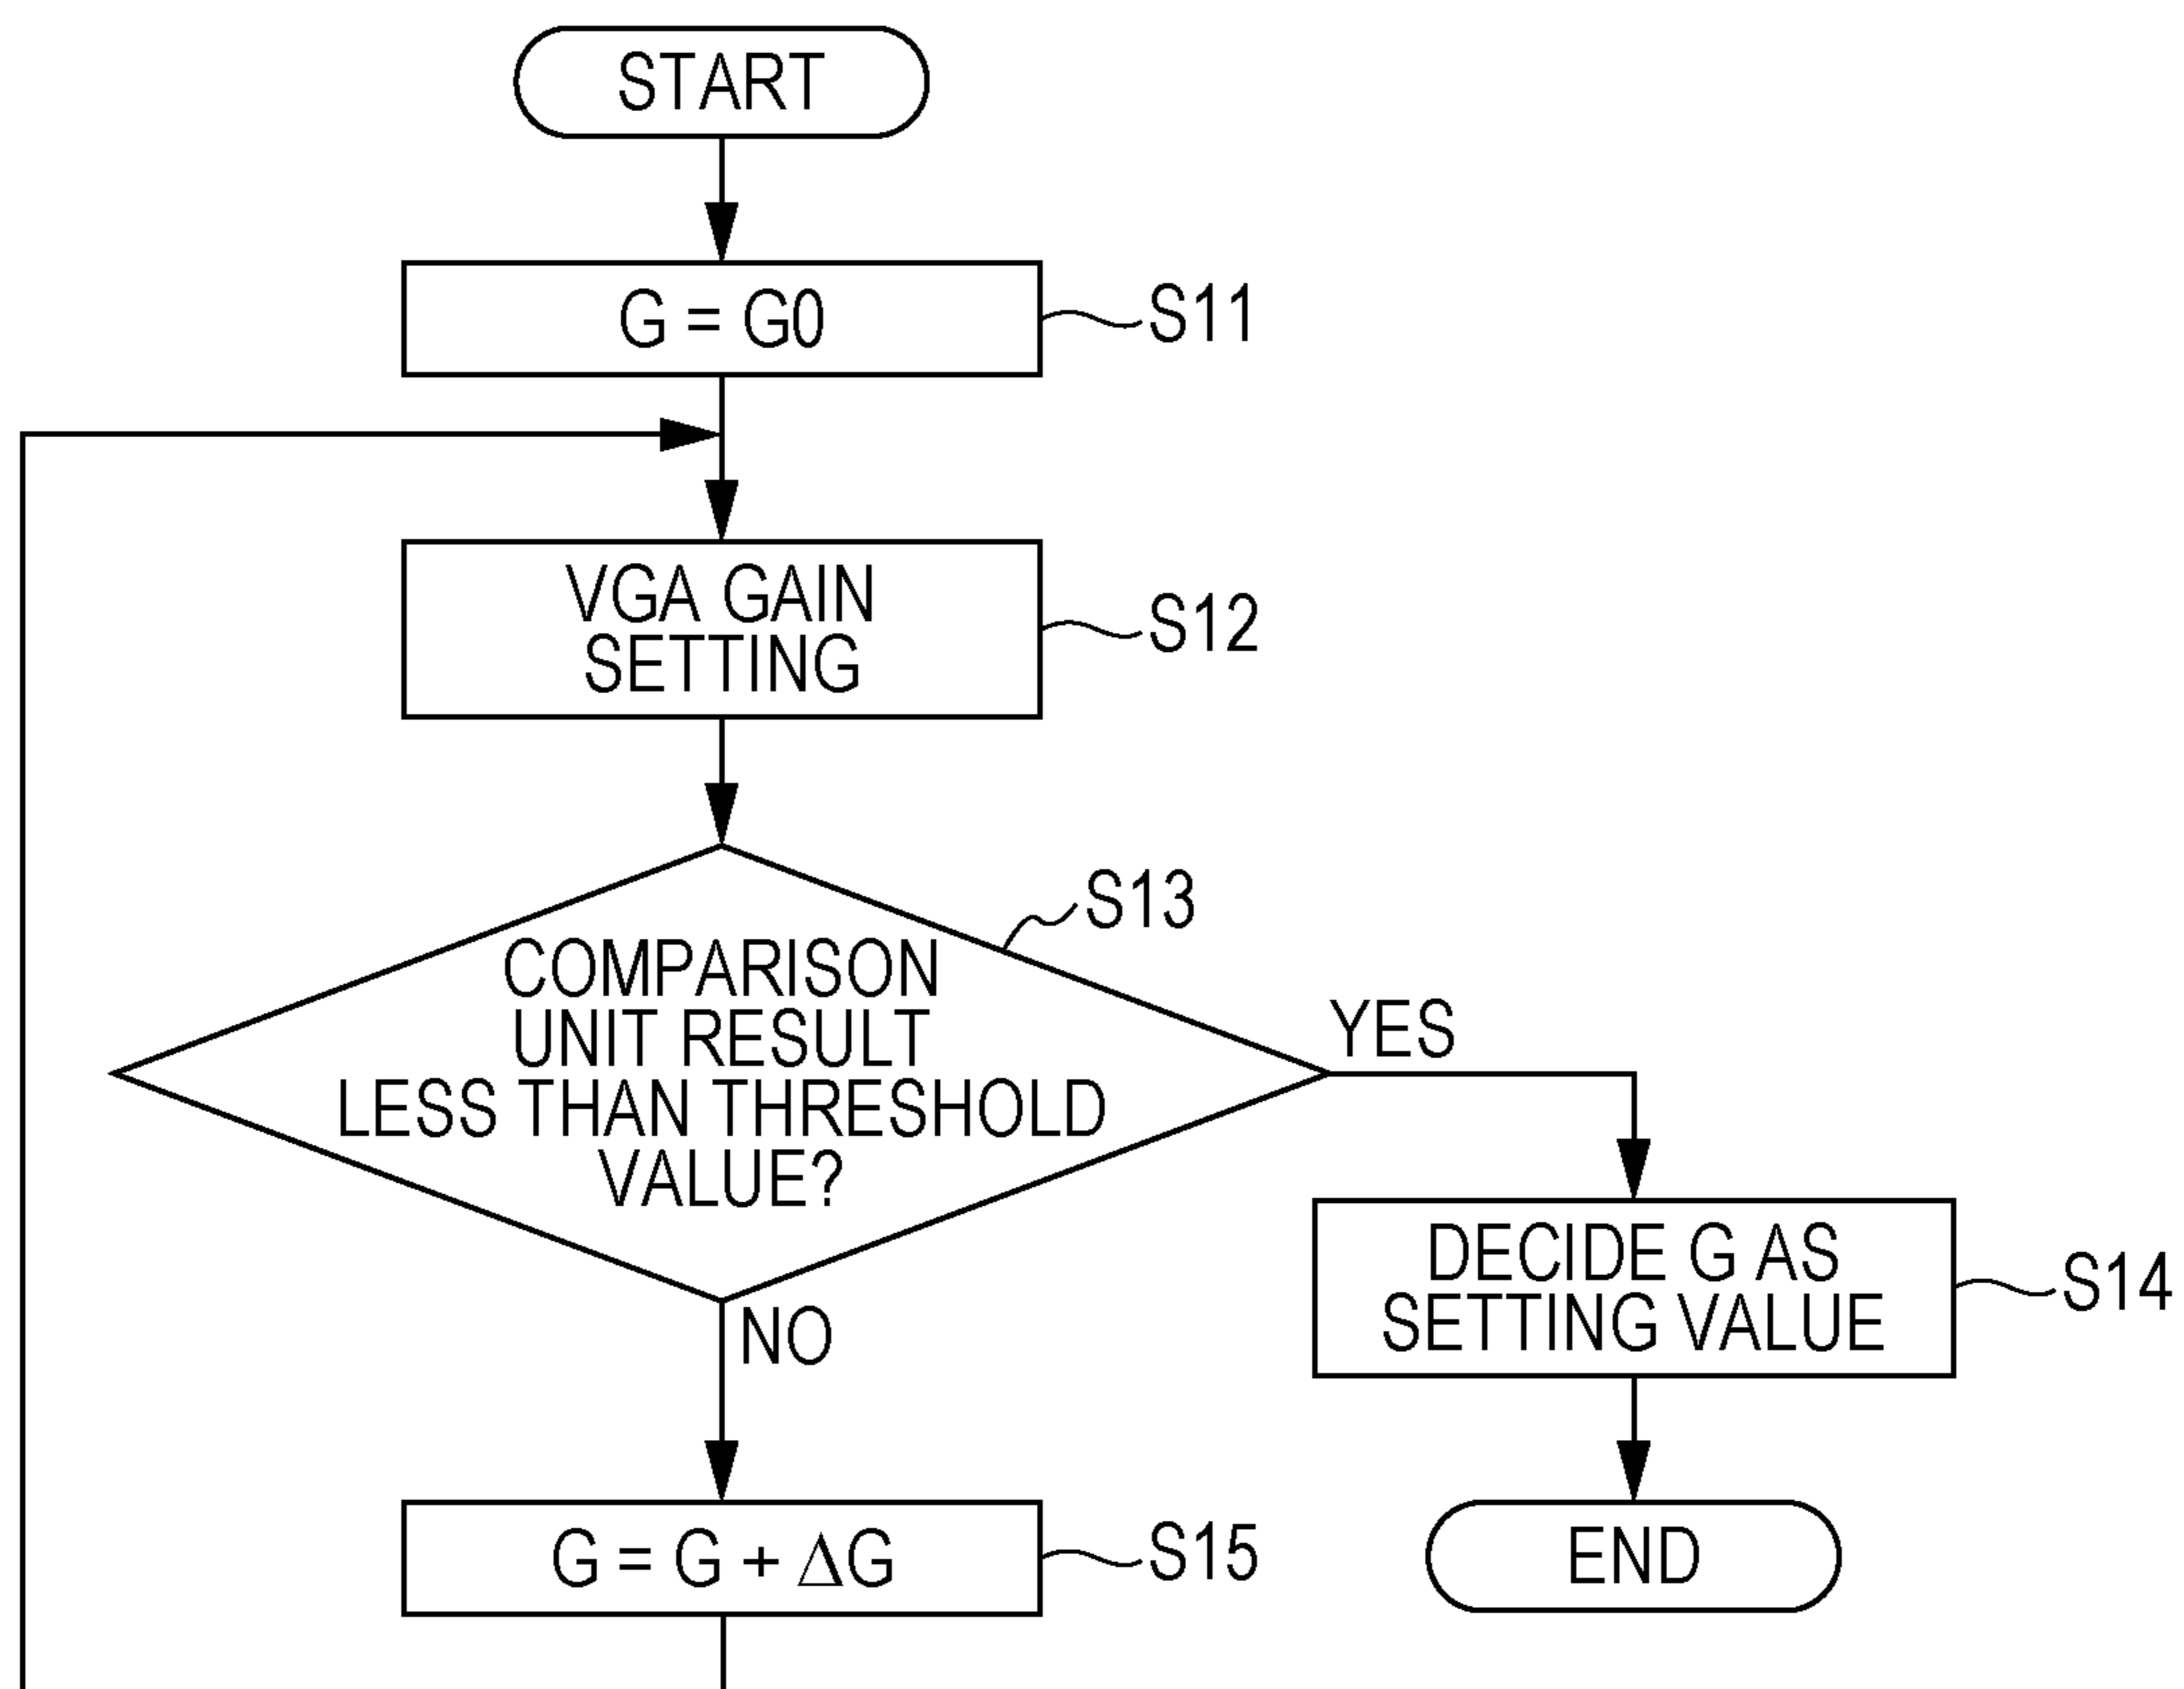 START
G = G0
S11
VGA GAIN
SETTING
S12
S13
COMPARISON
UNIT RESULT
LESS THAN THRESHOLD
VALUE?
YES
NO
DECIDE G AS
SETTING VALUE
S14
G = G + ΔG
S15
END